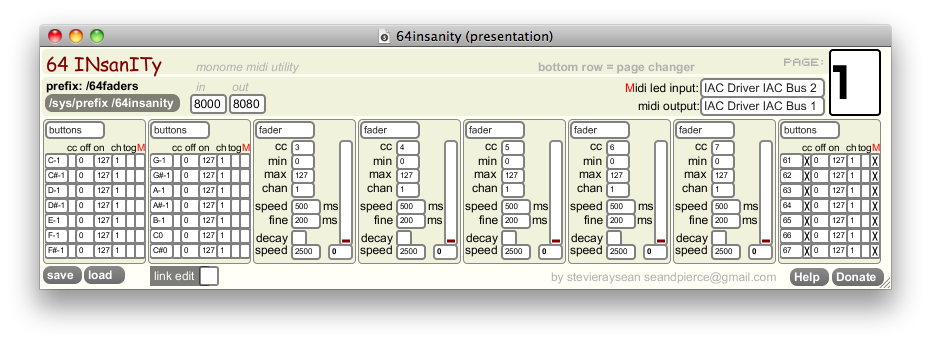 64insanity (presentation)
64 INsanITy monome midi utility bottom row = page changer PAGE: 1
prefix: /64faders in out Midi led input: IAC Driver IAC Bus 2
/sys/prefix /64insanity 8000 8080 midi output: IAC Driver IAC Bus 1
buttons buttons fader fader fader fader fader buttons
cc off on ch tog M cc off on ch tog M cc 3 cc 4 cc 5 cc 6 cc 7 cc off on ch tog M
C-1 0 127 1 G-1 0 127 1 min 0 min 0 min 0 min 0 min 0 61 X 0 127 1 X
C#-1 0 127 1 G#-1 0 127 1 max 127 max 127 max 127 max 127 max 127 62 X 0 127 1 X
D-1 0 127 1 A-1 0 127 1 chan 1 chan 1 chan 1 chan 1 chan 1 63 X 0 127 1 X
D#-1 0 127 1 A#-1 0 127 1 speed 500 ms speed 500 ms speed 500 ms speed 500 ms speed 500 ms 64 X 0 127 1 X
E-1 0 127 1 B-1 0 127 1 fine 200 ms fine 200 ms fine 200 ms fine 200 ms fine 200 ms 65 X 0 127 1 X
F-1 0 127 1 C0 0 127 1 decay decay decay decay decay 66 X 0 127 1 X
F#-1 0 127 1 C#0 0 127 1 speed 2500 0 speed 2500 0 speed 2500 0 speed 2500 0 speed 2500 0 67 X 0 127 1 X
save load link edit by stevieraysean seandpierce@gmail.com Help Donate